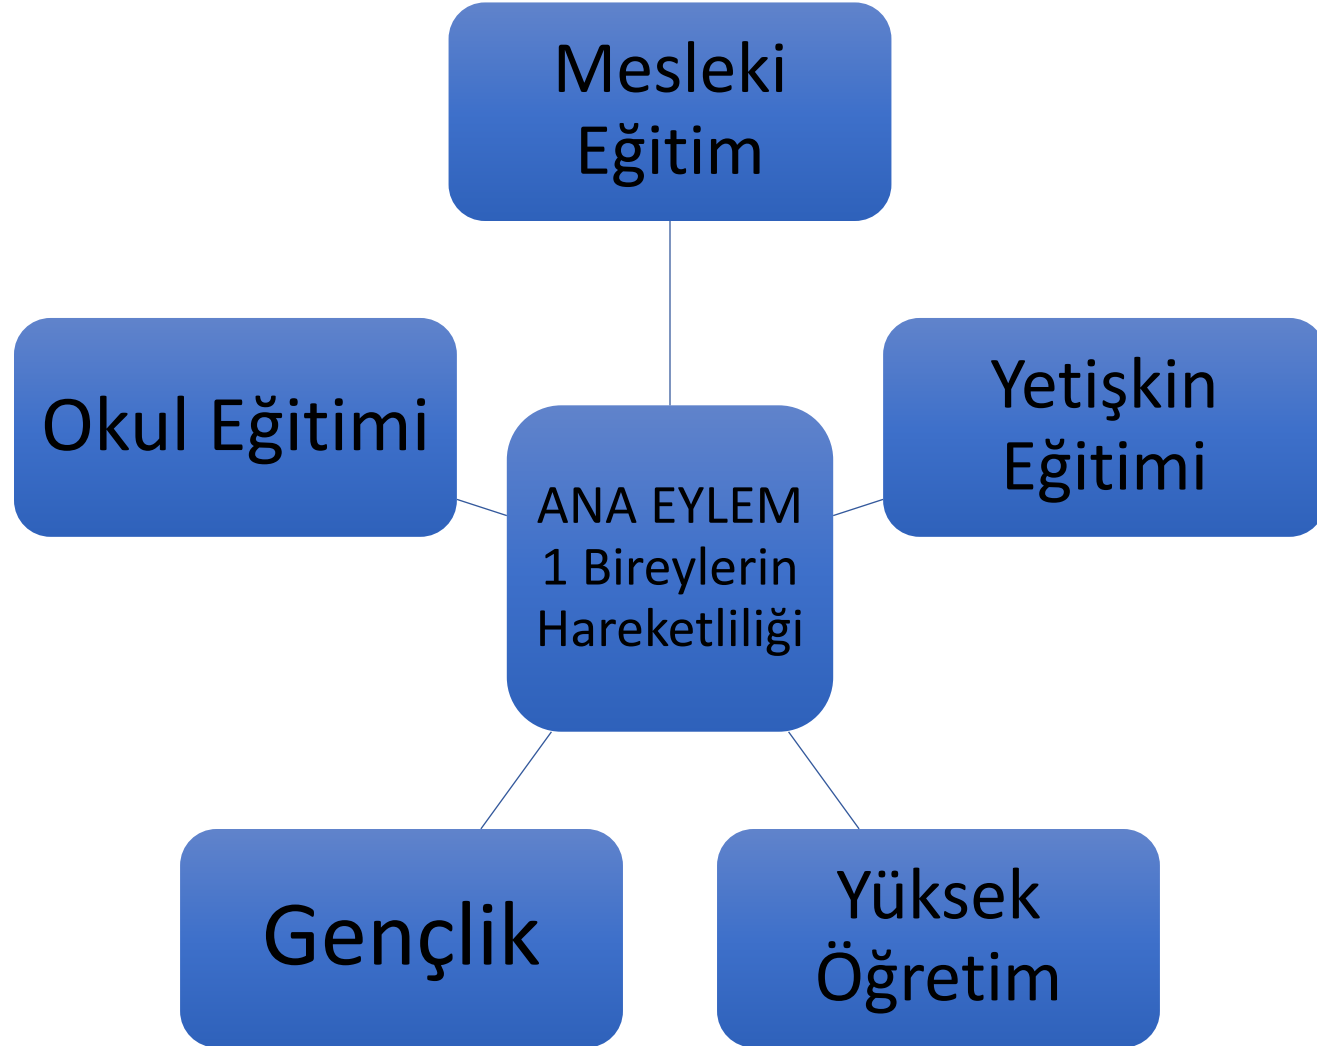 Mesleki
Eğitim
Okul Eğitimi
Yetişkin
Eğitimi
ANA EYLEM
1 Bireylerin
Hareketliliği
Gençlik
Yüksek
Öğretim